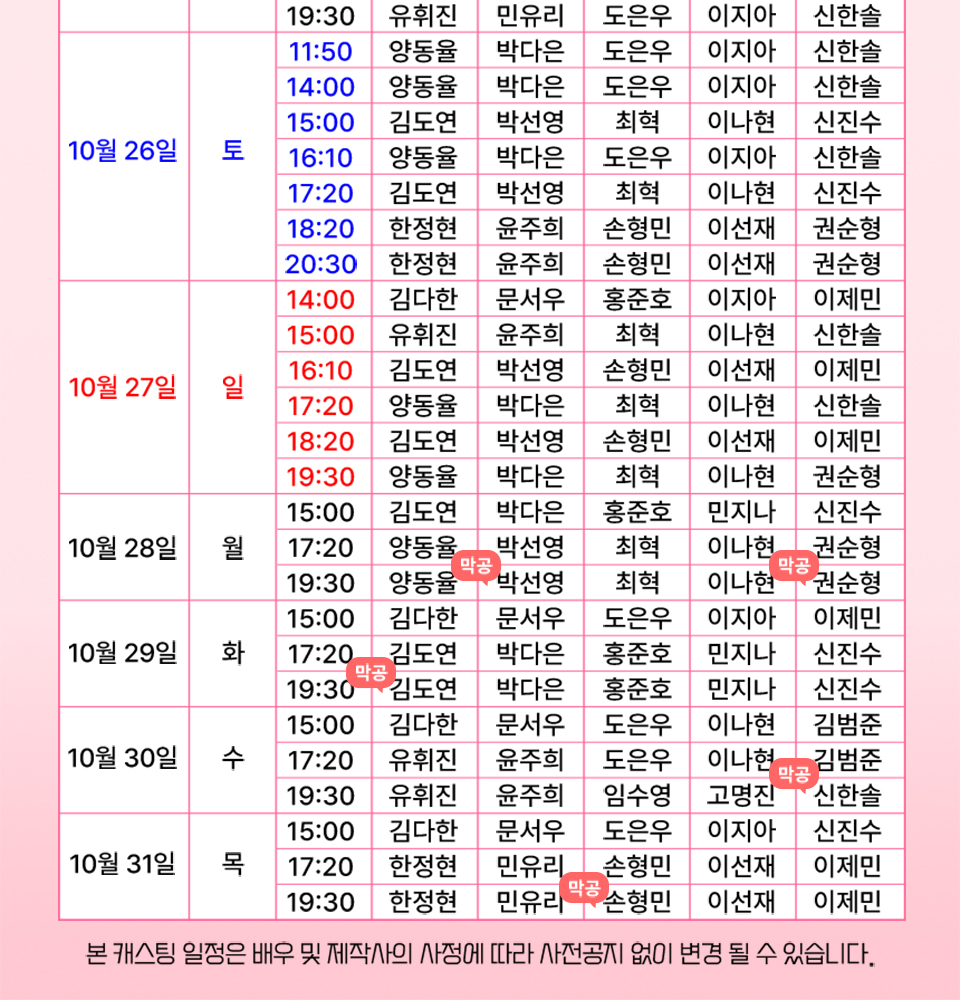 19:30 유휘진 민유리 도은우 이지아 신한솔
11:50 양동율 박다은 도은우 이지아 신한솔
14:00 양동율 박다은 도은우 이지아 신한솔
15:00 김도연 박선영 최혁 이나현 신진수
10월 26일 토 16:10 양동율 박다은 도은우 이지아 신한솔
17:20 김도연 박선영 최혁 이나현 신진수
18:20 한정현 윤주희 손형민 이선재 권순형
20:30 한정현 윤주희 손형민 이선재 권순형
14:00 김다한 문서우 홍준호 이지아 이제민
15:00 유휘진 윤주희 최혁 이나현 신한솔
16:10 김도연 박선영 손형민 이선재 이제민
10월 27일 일 17:20 양동율 박다은 최혁 이나현 신한솔
18:20 김도연 박선영 손형민 이선재 이제민
19:30 양동율 박다은 최혁 이나현 권순형
15:00 김도연 박다은 홍준호 민지나 신진수
10월 28일 월 17:20 양동율 박선영 최혁 이나현 권순형
막공 막공
19:30 양동율 박선영 최혁 이나현 권순형
15:00 김다한 문서우 도은우 이지아 이제민
10월 29일 화 17:20 김도연 박다은 홍준호 민지나 신진수
막공
19:30 김도연 박다은 홍준호 민지나 신진수
15:00 김다한 문서우 도은우 이나현 김범준
10월 30일 수 17:20 유휘진 윤주희 도은우 이나현 김범준
막공
19:30 유휘진 윤주희 임수영 고명진 신한솔
15:00 김다한 문서우 도은우 이지아 신진수
10월 31일 목 17:20 한정현 민유리 손형민 이선재 이제민
막공
19:30 한정현 민유리 손형민 이선재 이제민
본 캐스팅 일정은 배우 및 제작사의 사정에 따라 사전공지 없이 변경 될 수 있습니다.